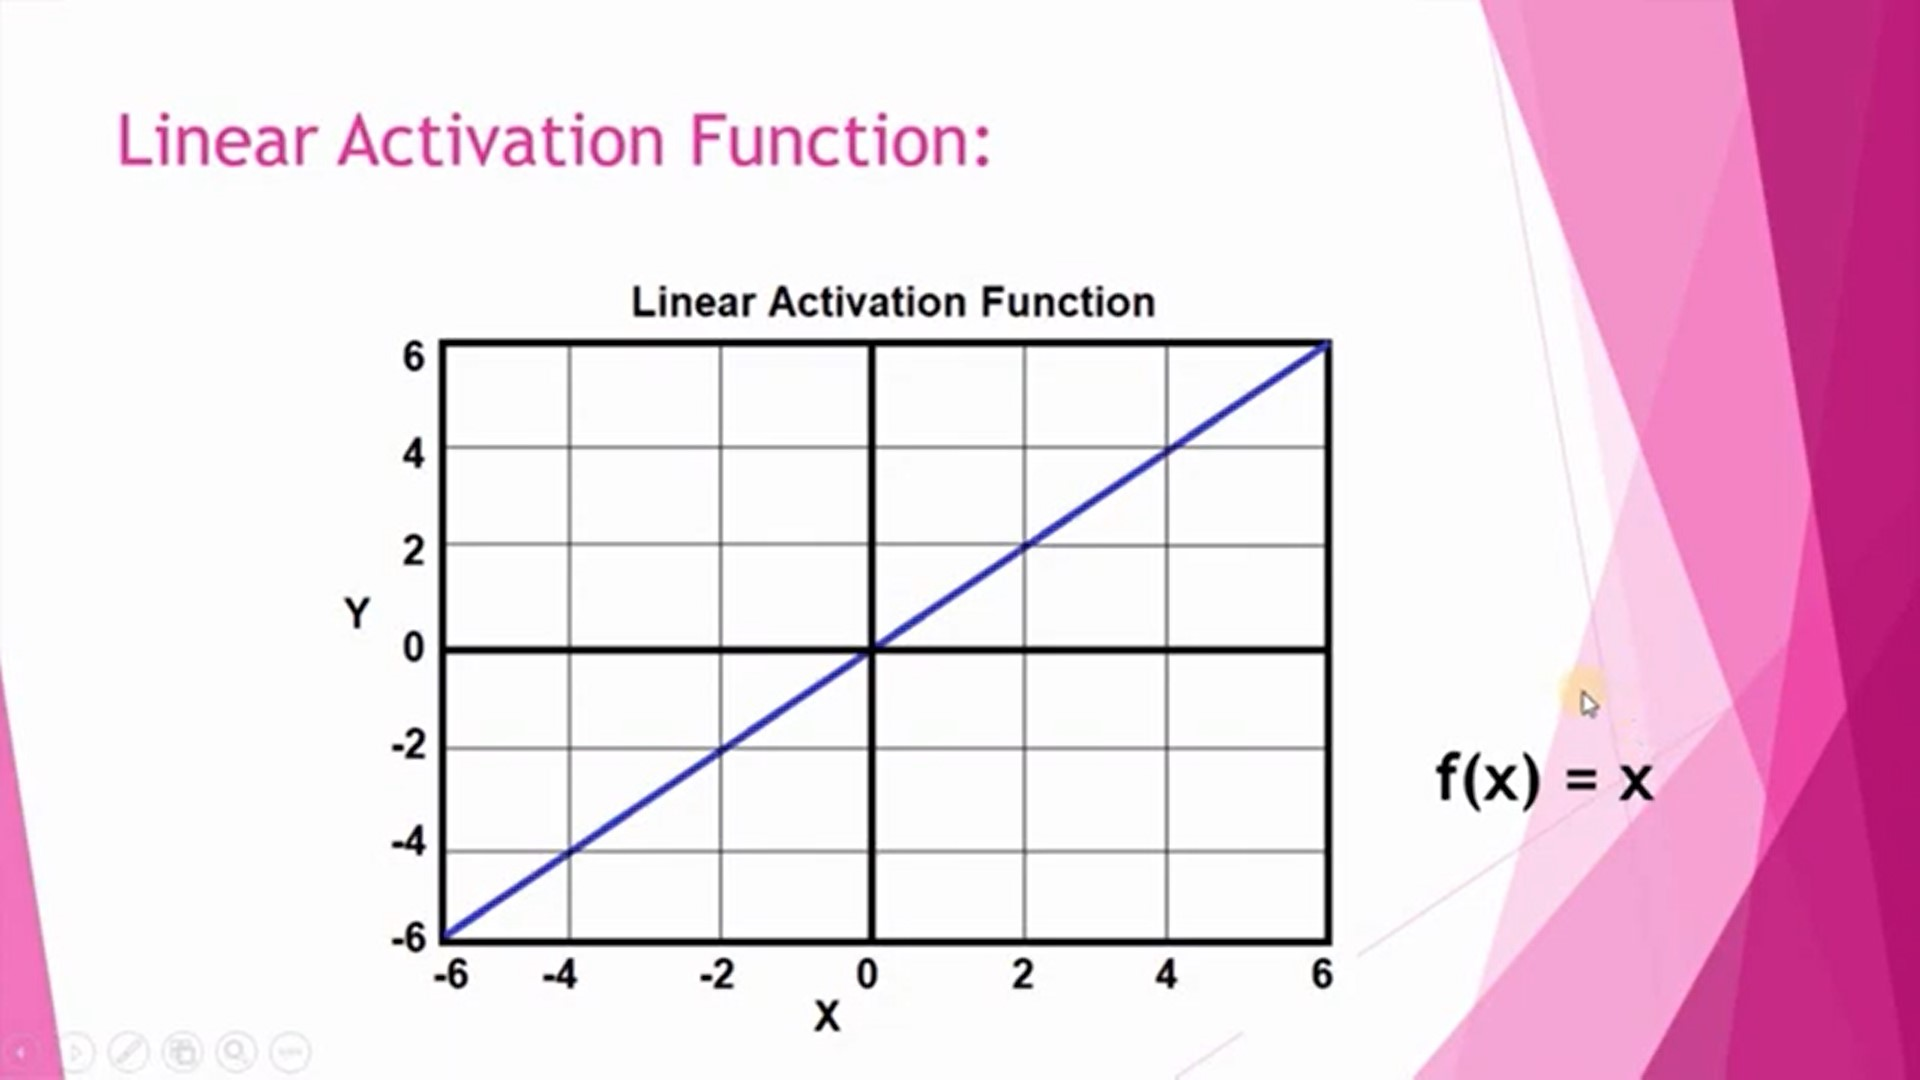 Linear Activation Function:
Linear Activation Function
6
4
2
Y
0
-2
f(x) = x
-4
-6
-6 -4 -2 0 2 4 6
X